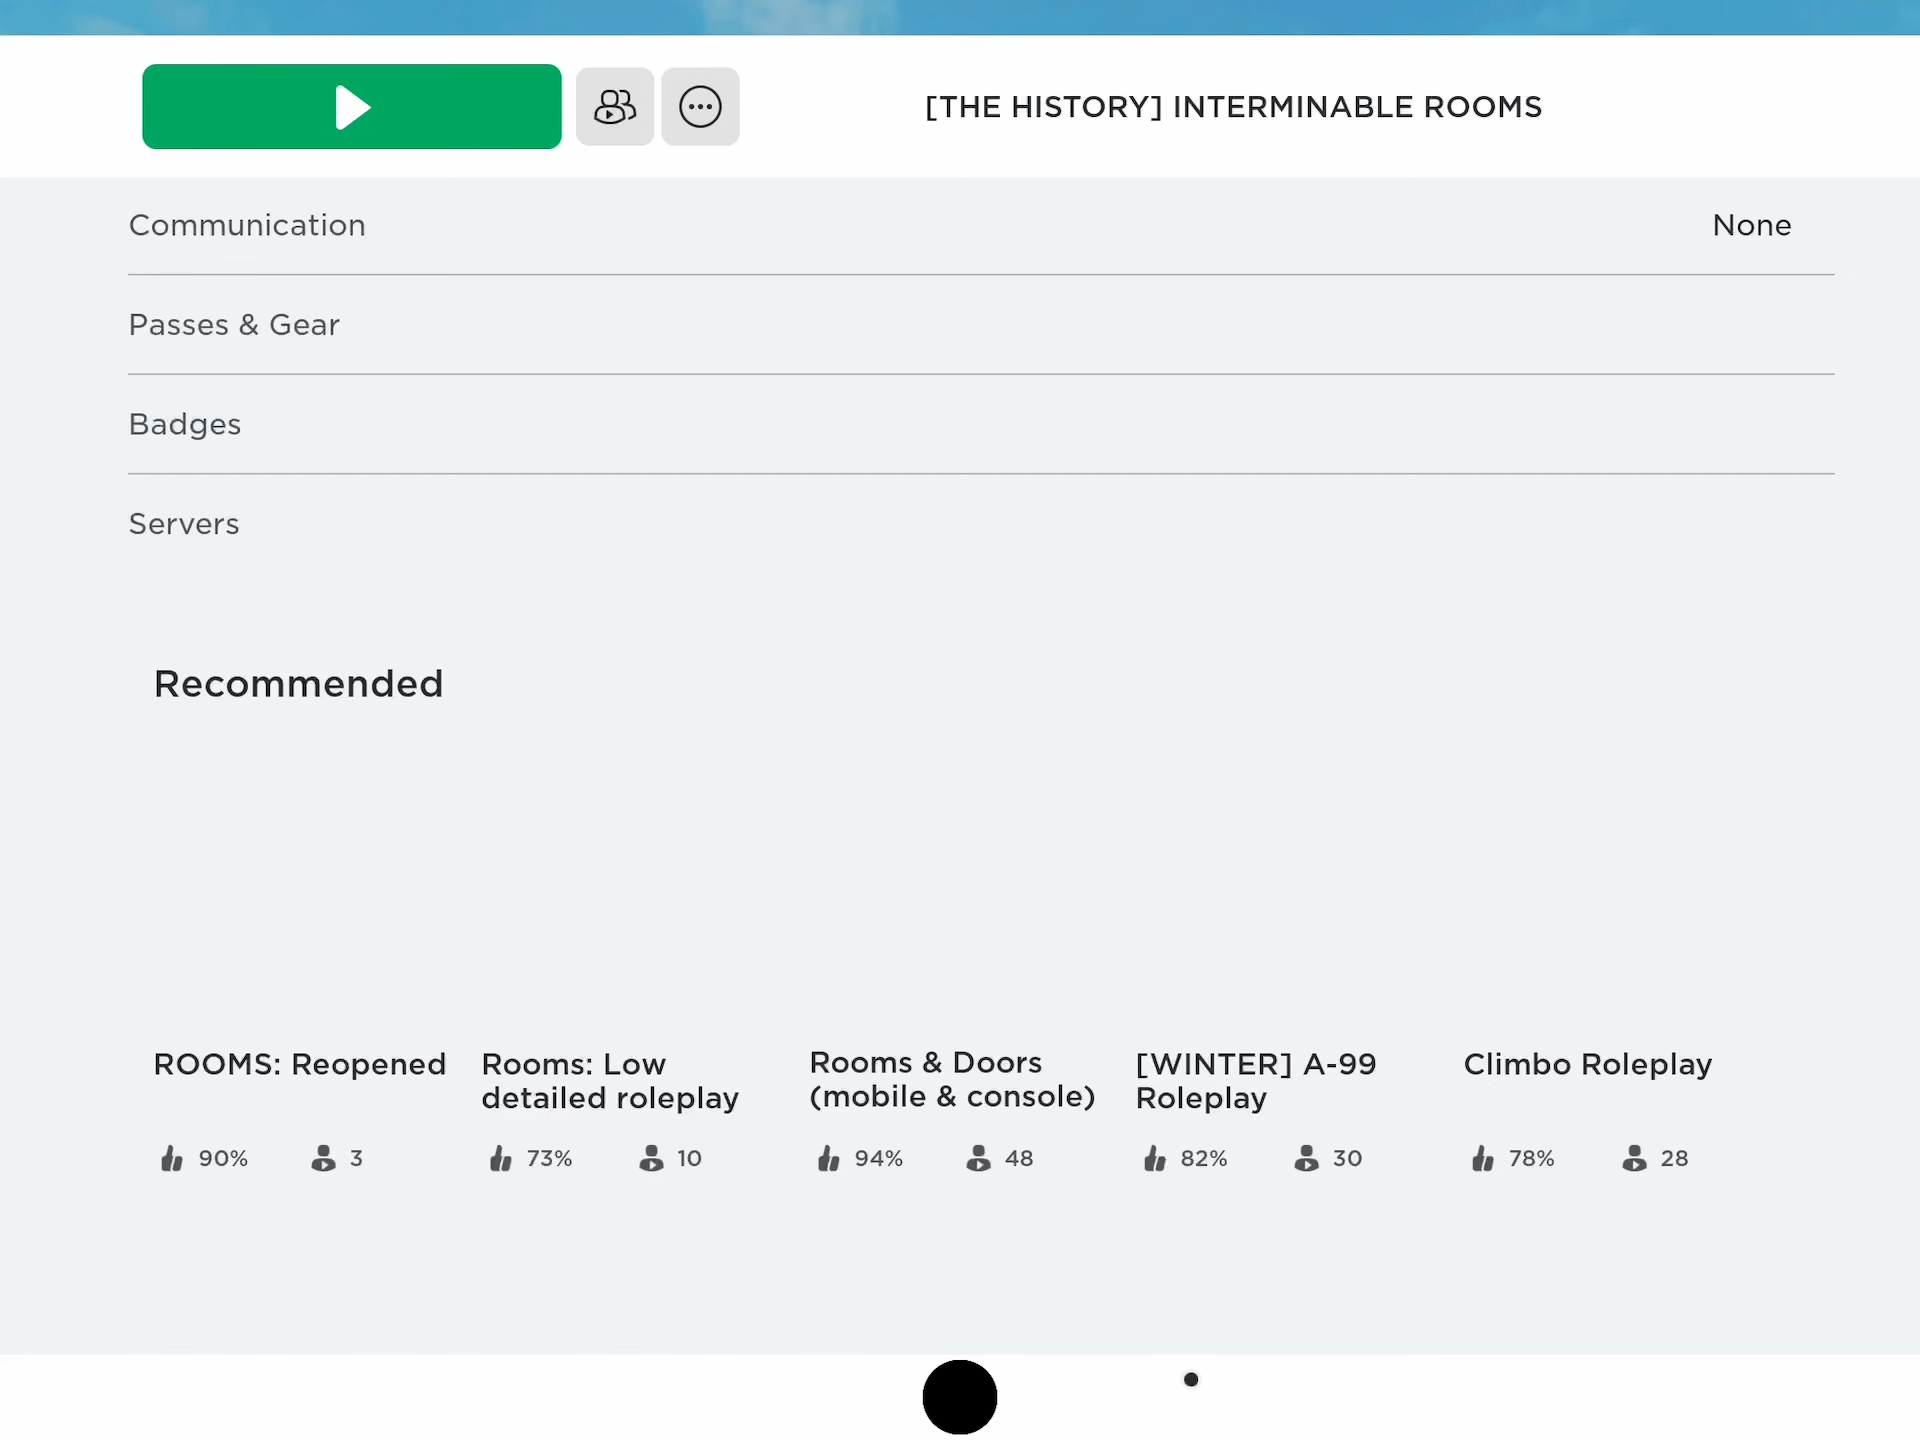 [THE HISTORY] INTERMINABLE ROOMS
Communication
None
Passes & Gear
Badges
Servers
Recommended
ROOMS: Reopened
90%
3
Rooms: Low
detailed roleplay
73%
10
Rooms & Doors
(mobile & console)
94%
48
[WINTER] A-99
Roleplay
82%
30
Climbo Roleplay
78%
28